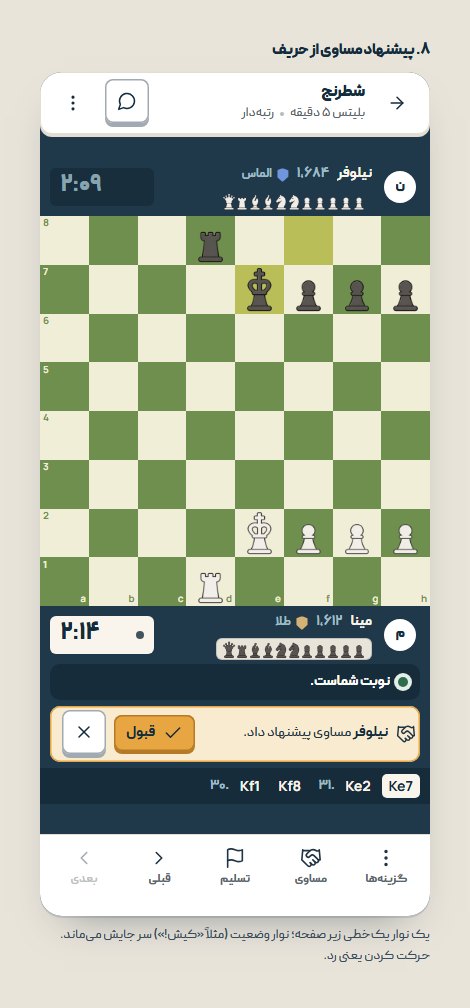 ۸. پیشنهاد مساوی از حریف
شطرنج
بلیتس ۵ دقیقه • رتبه‌دار
ن
نیلوفر ۱٬۶۸۴ الماس
۲:۰۹
8
7
6
5
4
3
2
1
a b c d e f g h
م
مینا ۱٬۶۱۲ طلا
۲:۱۴
نوبت شماست.
نیلوفر مساوی پیشنهاد داد.
قبول
۳۰. Kf1 Kf8 ۳۱. Ke2 Ke7
گزینه‌ها مساوی تسلیم قبلی بعدی
یک نوار یک‌خطی زیر صفحه؛ نوار وضعیت (مثلاً «کیش!») سر جایش می‌ماند.
حرکت کردن یعنی رد.